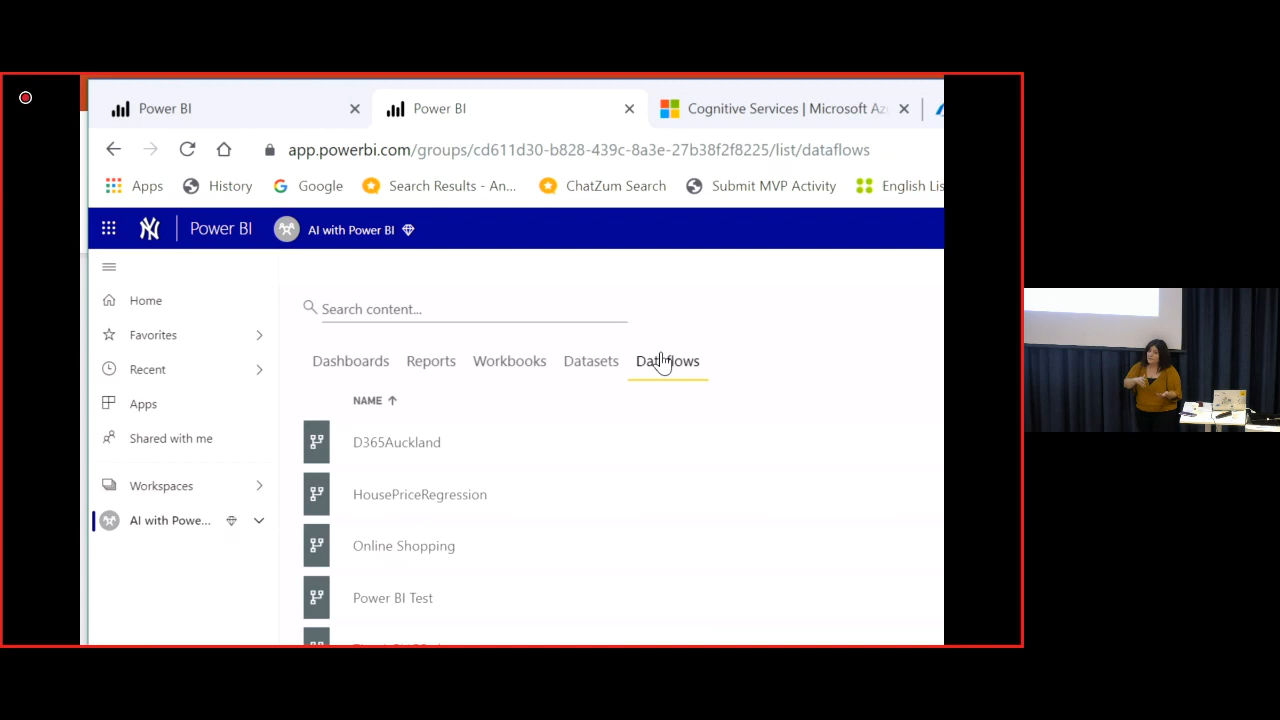 Power BI
Power BI
Cognitive Services | Microsoft Az
app.powerbi.com/groups/cd611d30-b828-439c-8a3e-27b38f2f8225/list/dataflows
Apps
History
Google
Search Results - An...
ChatZum Search
Submit MVP Activity
English Lis
Power BI
AI with Power BI
Home
Favorites
Recent
Apps
Shared with me
Workspaces
AI with Powe...
Search content...
Dashboards Reports Workbooks Datasets Dataflows
NAME
D365Auckland
HousePriceRegression
Online Shopping
Power BI Test